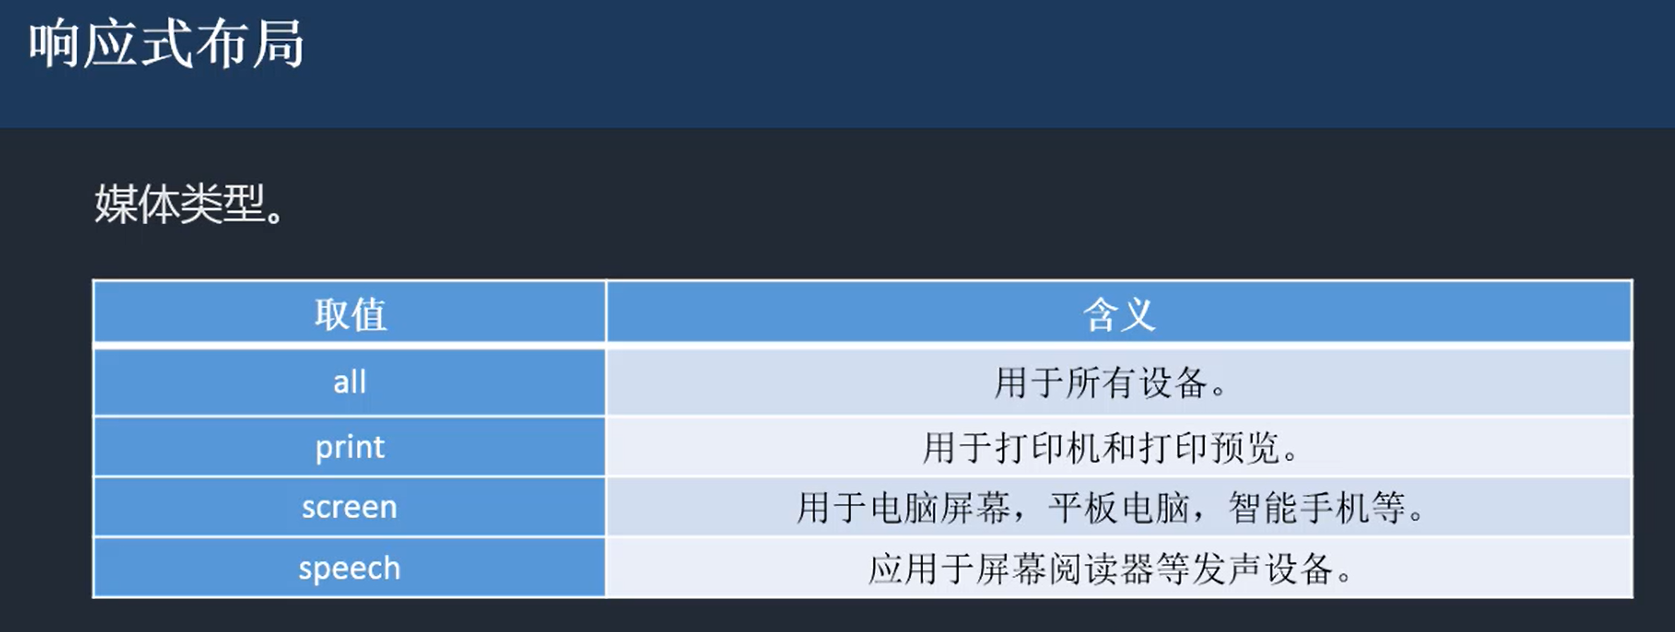 响应式布局
媒体类型。
取值 含义
all 用于所有设备。
print 用于打印机和打印预览。
screen 用于电脑屏幕，平板电脑，智能手机等。
speech 应用于屏幕阅读器等发声设备。